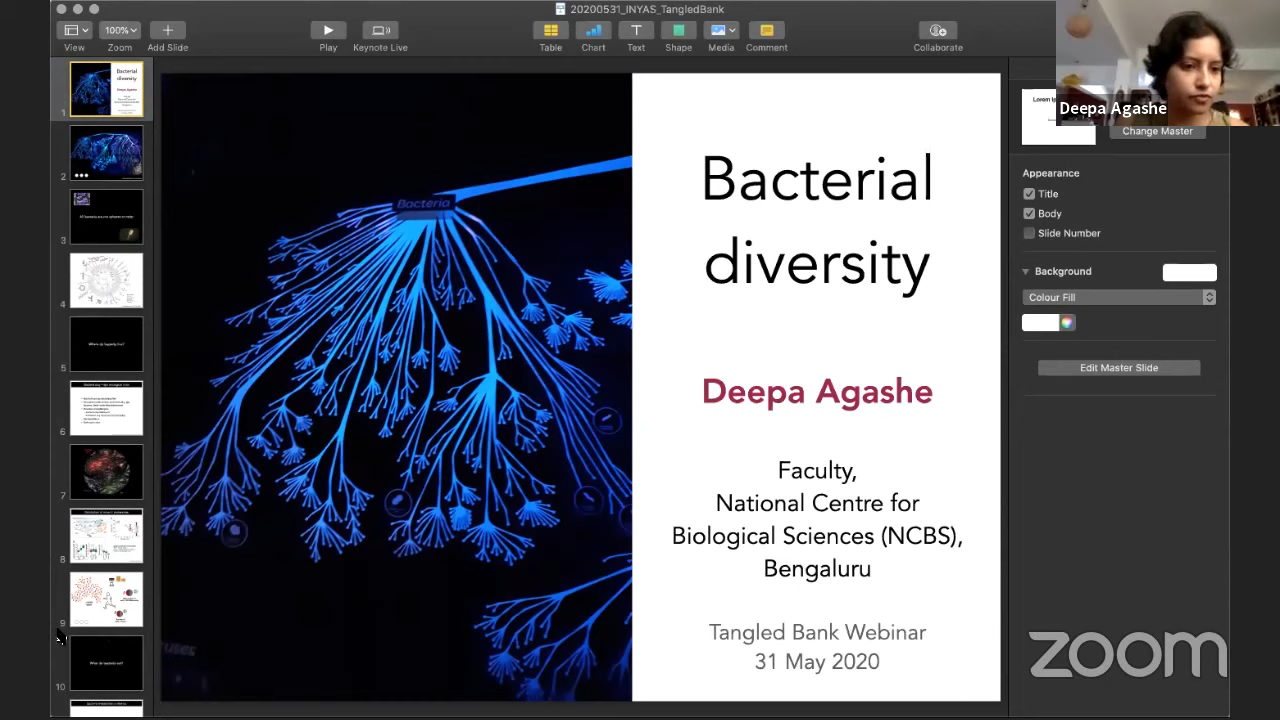 20200531_INYAS_TangledBank
100%
View
Zoom
Add Slide
Play
Keynote Live
Table
Chart
Text
Shape
Media
Comment
Collaborate
Deepa Agashe
Change Master
Appearance
Title
Body
Slide Number
Background
Colour Fill
Edit Master Slide
1
2
3
4
5
6
7
8
9
10
Bacteria
Bacterial
diversity
Deepa Agashe
Faculty,
National Centre for
Biological Sciences (NCBS),
Bengaluru
Tangled Bank Webinar
31 May 2020
zoom